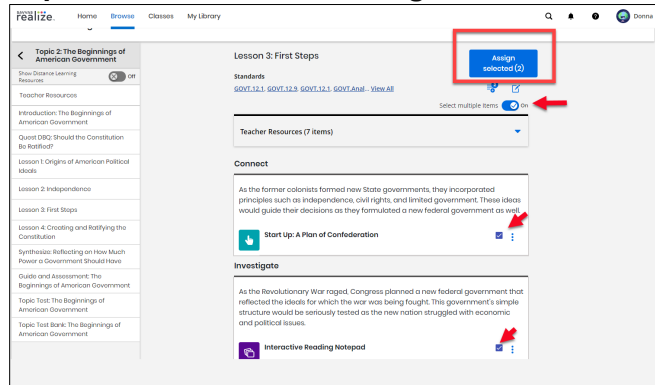 SAVVAS
realize.
Home
Browse
Classes
My Library
Donna
Topic 2: The Beginnings of
American Government
Show Distance Learning
Resources
Off
Teacher Resources
Introduction: The Beginnings of
American Government
Quest DBQ: Should the Constitution
Be Ratified?
Lesson 1: Origins of American Political
Ideals
Lesson 2: Independence
Lesson 3: First Steps
Lesson 4: Creating and Ratifying the
Constitution
Synthesize: Reflecting on How Much
Power a Government Should Have
Guide and Assessment: The
Beginnings of American Government
Topic Test: The Beginnings of
American Government
Topic Test Bank: The Beginnings of
American Government
Lesson 3: First Steps
Assign
selected (2)
Standards
GOVT.12.1, GOVT.12.9, GOVT.12.1, GOVT.Anal... View All
Select multiple items
On
Teacher Resources (7 items)
Connect
As the former colonists formed new State governments, they incorporated
principles such as independence, civil rights, and limited government. These ideas
would guide their decisions as they formulated a new federal government as well.
Start Up: A Plan of Confederation
Investigate
As the Revolutionary War raged, Congress planned a new federal government that
reflected the ideals for which the war was being fought. This government's simple
structure would be seriously tested as the new nation struggled with economic
and political issues.
Interactive Reading Notepad